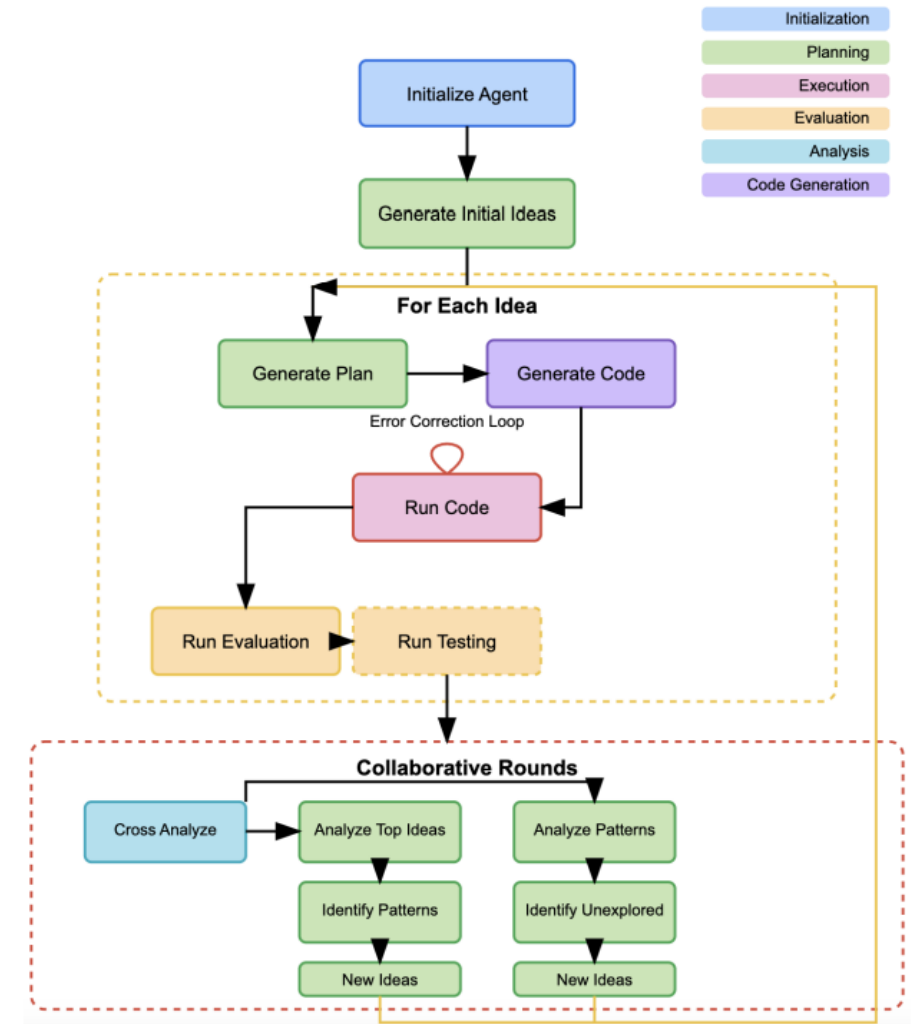 Initialization
Planning
Execution
Evaluation
Analysis
Code Generation
Initialize Agent
Generate Initial Ideas
For Each Idea
Generate Plan
Generate Code
Error Correction Loop
Run Code
Run Evaluation
Run Testing
Collaborative Rounds
Cross Analyze
Analyze Top Ideas
Analyze Patterns
Identify Patterns
Identify Unexplored
New Ideas
New Ideas